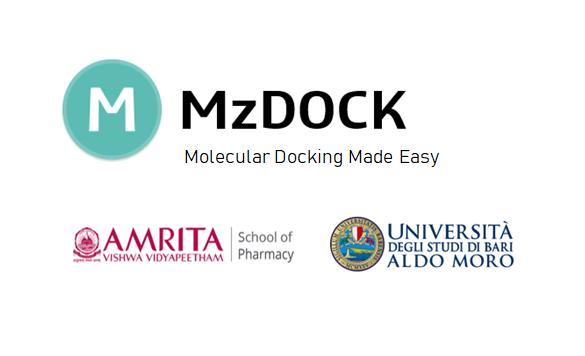 M
MzDOCK
Molecular Docking Made Easy
AMRITA
VISHWA VIDYAPEETHAM
School of
Pharmacy
UNIVERSITÀ
DEGLI STUDI DI BARI
ALDO MORO